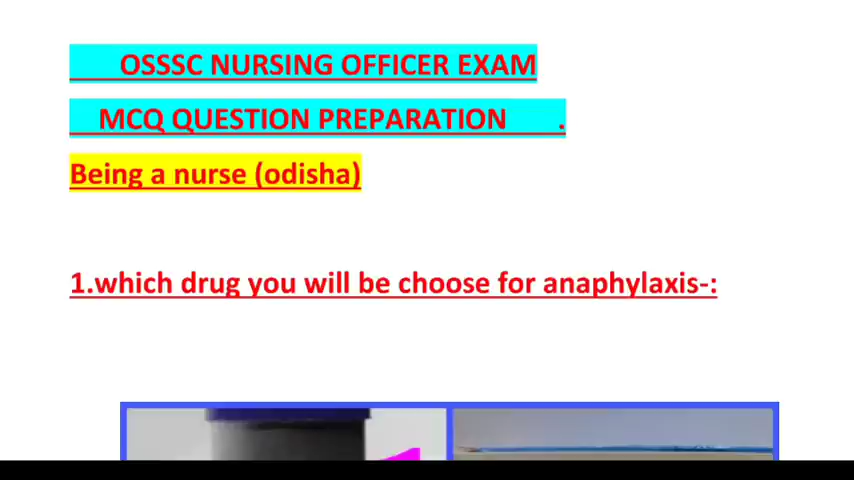 OSSSC NURSING OFFICER EXAM
MCQ QUESTION PREPARATION .
Being a nurse (odisha)
1.which drug you will be choose for anaphylaxis-: